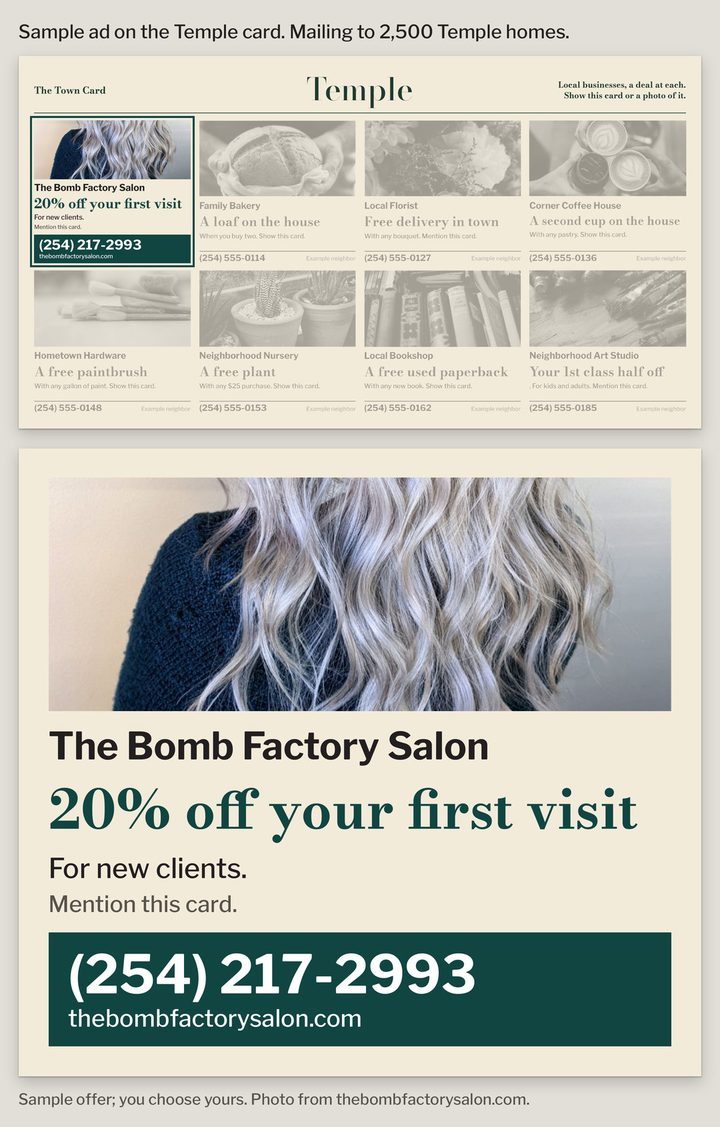 Sample ad on the Temple card. Mailing to 2,500 Temple homes.
The Town Card
Temple
Local businesses, a deal at each.
Show this card or a photo of it.
The Bomb Factory Salon
20% off your first visit
For new clients.
Mention this card.
(254) 217-2993
thebombfactorysalon.com
Family Bakery
A loaf on the house
When you buy two. Show this card.
(254) 555-0114
Example neighbor
Local Florist
Free delivery in town
With any bouquet. Mention this card.
(254) 555-0127
Example neighbor
Corner Coffee House
A second cup on the house
With any pastry. Show this card.
(254) 555-0136
Example neighbor
Hometown Hardware
A free paintbrush
With any gallon of paint. Show this card.
(254) 555-0148
Example neighbor
Neighborhood Nursery
A free plant
With any $25 purchase. Show this card.
(254) 555-0153
Example neighbor
Local Bookshop
A free used paperback
With any new book. Show this card.
(254) 555-0162
Example neighbor
Neighborhood Art Studio
Your 1st class half off
For kids and adults. Mention this card.
(254) 555-0185
Example neighbor
The Bomb Factory Salon
20% off your first visit
For new clients.
Mention this card.
(254) 217-2993
thebombfactorysalon.com
Sample offer; you choose yours. Photo from thebombfactorysalon.com.